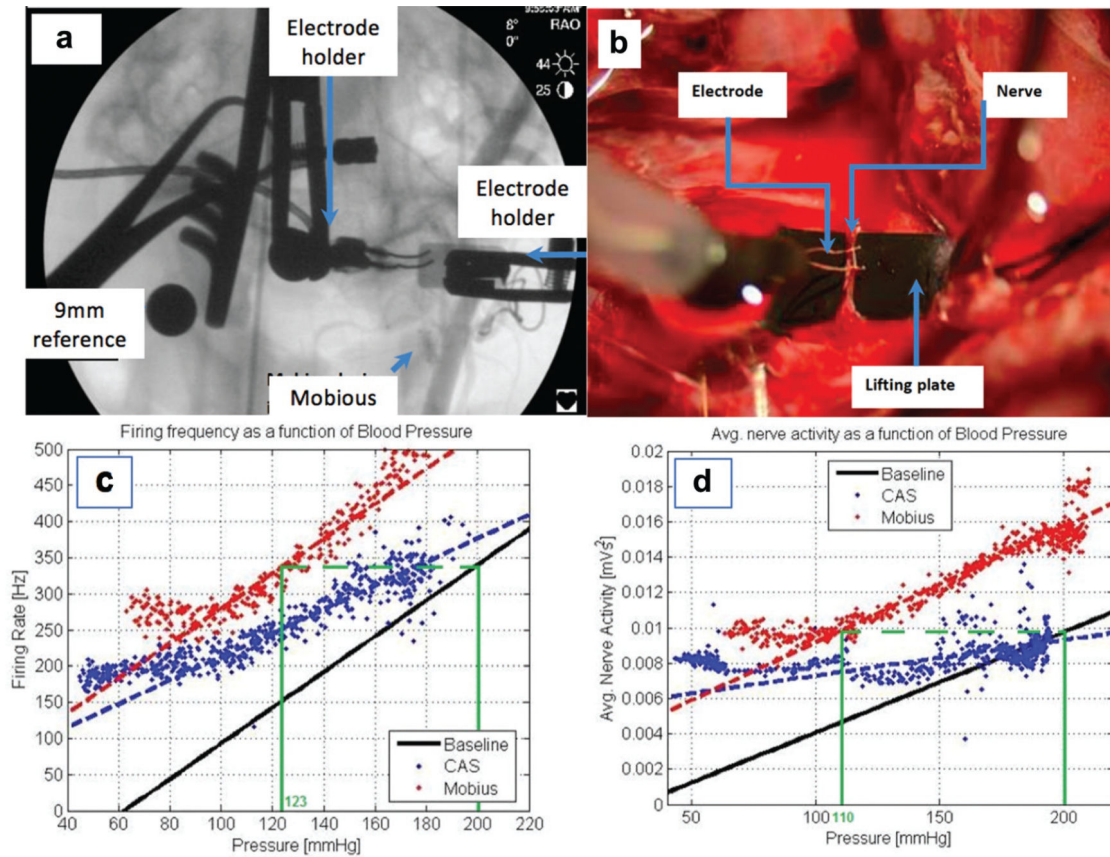 a
RAO
8°
0°
44
25
Electrode
holder
Electrode
holder
9mm
reference
Mobious
b
Electrode
Nerve
Lifting plate
Firing frequency as a function of Blood Pressure
c
500
450
400
350
300
250
200
150
100
50
0
Firing Rate [Hz]
Baseline
CAS
Mobius
123
40 60 80 100 120 140 160 180 200 220
Pressure [mmHg]
Avg. nerve activity as a function of Blood Pressure
d
Baseline
CAS
Mobius
0.02
0.018
0.016
0.014
0.012
0.01
0.008
0.006
0.004
0.002
0
Avg. Nerve Activity [mVs²]
50 100 110 150 200
Pressure [mmHg]